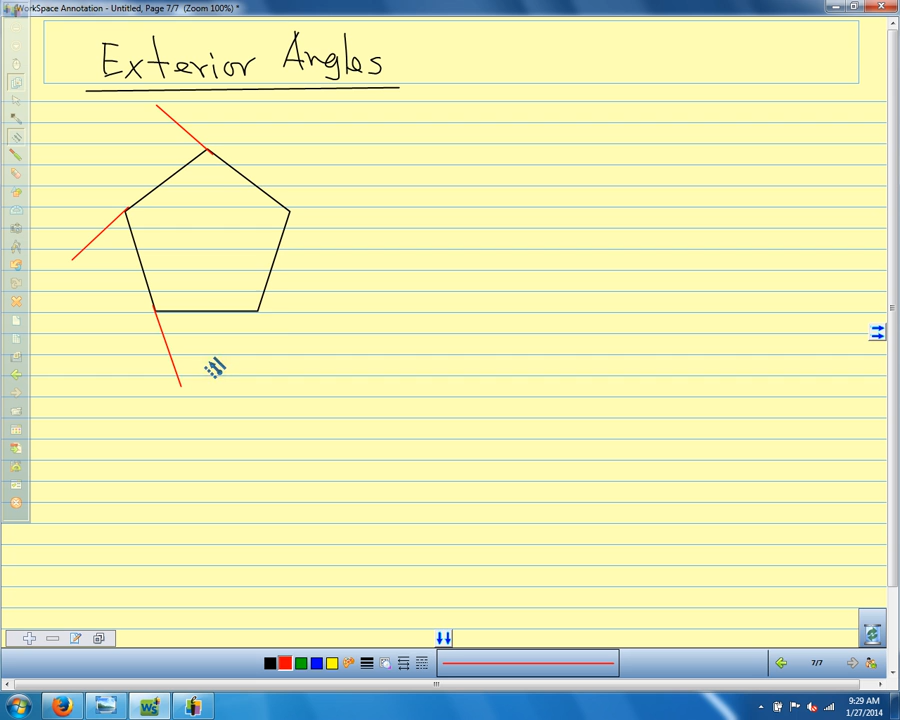 WorkSpace Annotation - Untitled, Page 7/7 (Zoom 100%) *
Exterior Angles
7/7
9:29 AM
1/27/2014